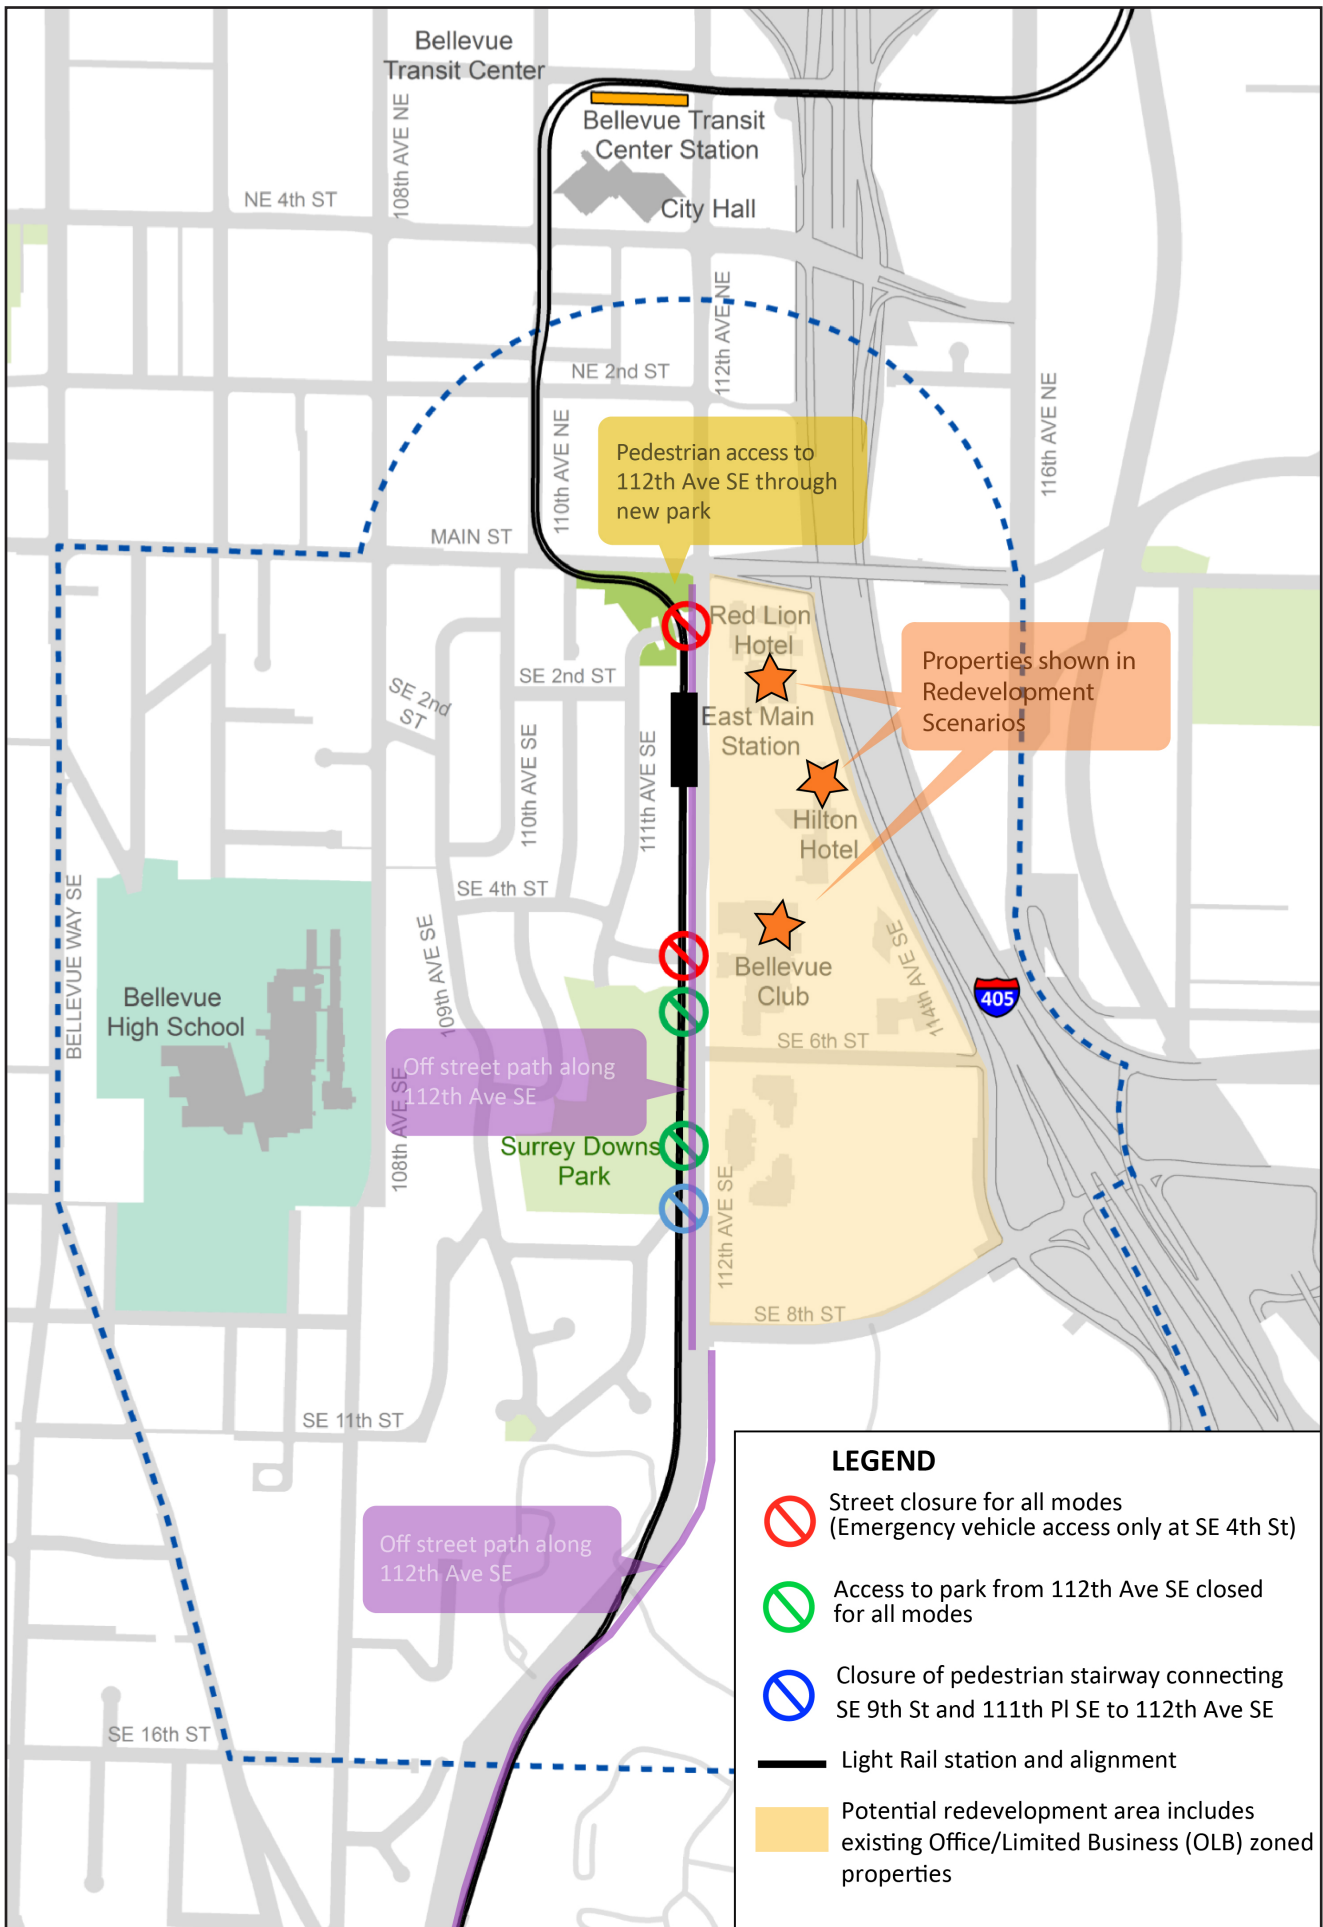 Bellevue
Transit Center
108th AVE NE
Bellevue Transit
Center Station
City Hall
NE 4th ST
112th AVE NE
NE 2nd ST
110th AVE NE
116th AVE NE
Pedestrian access to
112th Ave SE through
new park
MAIN ST
Red Lion
Hotel
Properties shown in
Redevelopment
Scenarios
SE 2nd ST
SE 2nd
ST
East Main
Station
110th AVE SE
111th AVE SE
Hilton
Hotel
SE 4th ST
BELLEVUE WAY SE
109th AVE SE
114th AVE SE
Bellevue
Club
405
Bellevue
High School
SE 6th ST
Off street path along
112th Ave SE
108th AVE SE
Surrey Downs
Park
112th AVE SE
SE 8th ST
SE 11th ST
Off street path along
112th Ave SE
SE 16th ST
LEGEND
Street closure for all modes
(Emergency vehicle access only at SE 4th St)
Access to park from 112th Ave SE closed
for all modes
Closure of pedestrian stairway connecting
SE 9th St and 111th Pl SE to 112th Ave SE
Light Rail station and alignment
Potential redevelopment area includes
existing Office/Limited Business (OLB) zoned
properties